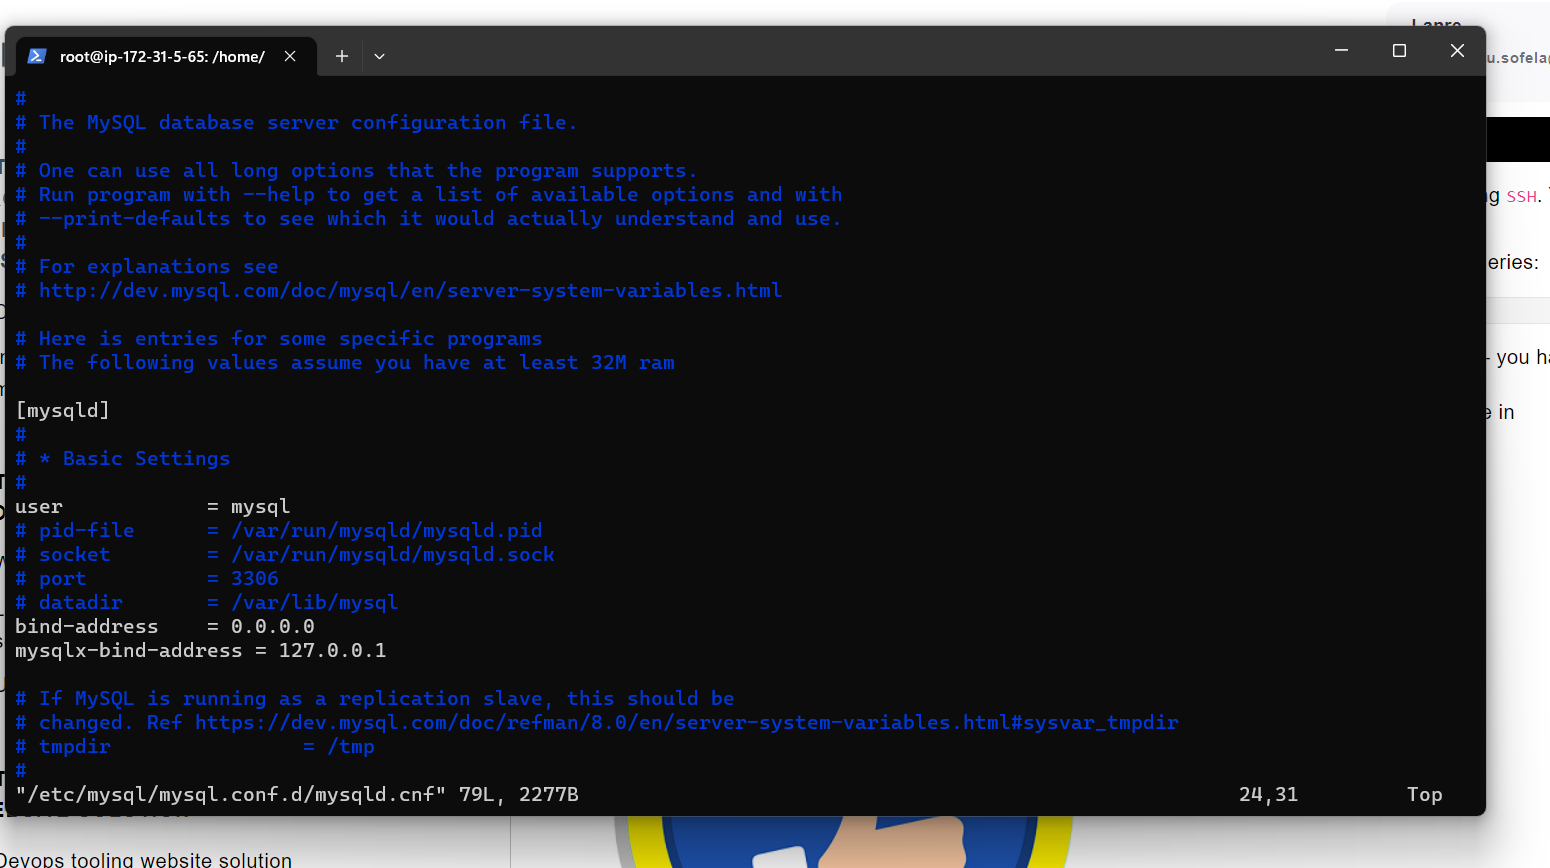 Lanre
root@ip-172-31-5-65: /home/
u.sofela
#
# The MySQL database server configuration file.
#
# One can use all long options that the program supports.
# Run program with --help to get a list of available options and with
# --print-defaults to see which it would actually understand and use.
#
# For explanations see
# http://dev.mysql.com/doc/mysql/en/server-system-variables.html
# Here is entries for some specific programs
# The following values assume you have at least 32M ram
[mysqld]
#
# * Basic Settings
#
user = mysql
# pid-file = /var/run/mysqld/mysqld.pid
# socket = /var/run/mysqld/mysqld.sock
# port = 3306
# datadir = /var/lib/mysql
bind-address = 0.0.0.0
mysqlx-bind-address = 127.0.0.1
# If MySQL is running as a replication slave, this should be
# changed. Ref https://dev.mysql.com/doc/refman/8.0/en/server-system-variables.html#sysvar_tmpdir
# tmpdir = /tmp
#
"/etc/mysql/mysql.conf.d/mysqld.cnf" 79L, 2277B 24,31 Top
ng SSH.
eries:
- you ha
e in
Devops tooling website solution